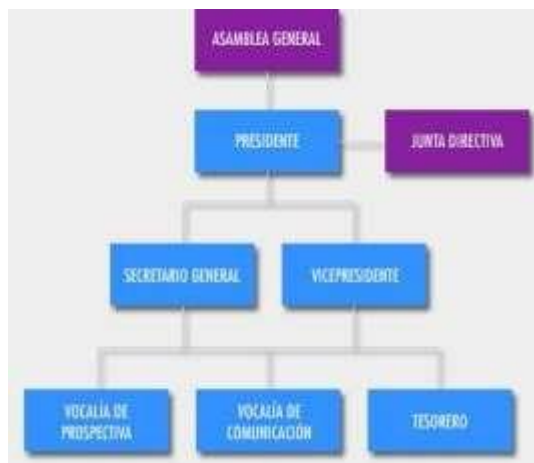 ASAMBLEA GENERAL
PRESIDENTE
JUNTA DIRECTIVA
SECRETARIO GENERAL
VICEPRESIDENTE
VOCALÍA DE
PROSPECTIVA
VOCALÍA DE
COMUNICACIÓN
TESORERO